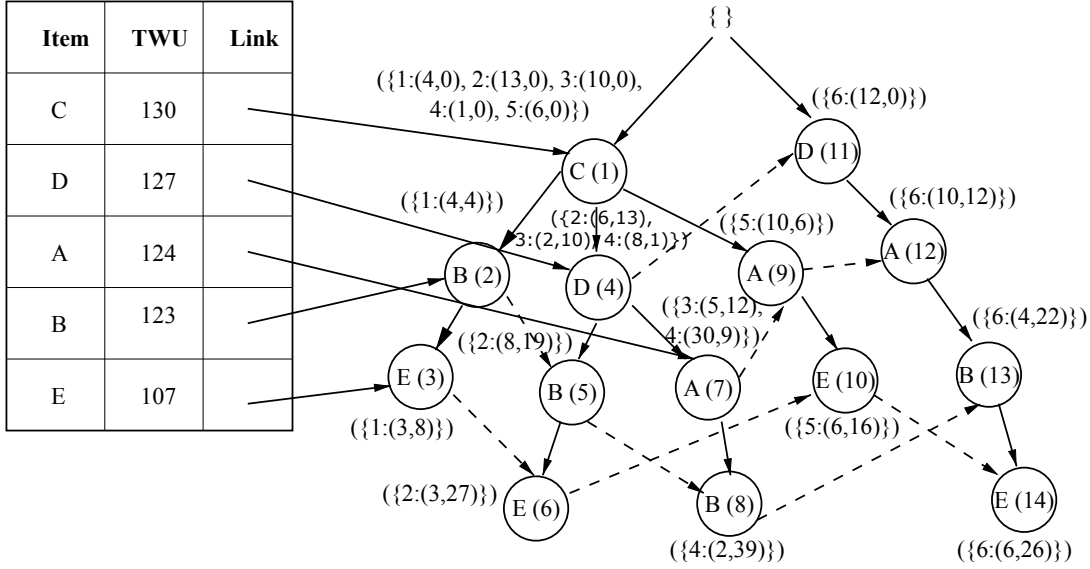 Item TWU Link
C 130
D 127
A 124
B 123
E 107
{ }
({1:(4,0), 2:(13,0), 3:(10,0),
4:(1,0), 5:(6,0)})
({6:(12,0)})
C (1)
D (11)
({1:(4,4)})
({2:(6,13),
3:(2,10), 4:(8,1)})
({5:(10,6)})
({6:(10,12)})
B (2)
D (4)
A (9)
A (12)
({2:(8,19)})
({3:(5,12),
4:(30,9)})
({6:(4,22)})
E (3)
B (5)
A (7)
E (10)
B (13)
({1:(3,8)})
({5:(6,16)})
({2:(3,27)})
E (6)
B (8)
E (14)
({4:(2,39)})
({6:(6,26)})